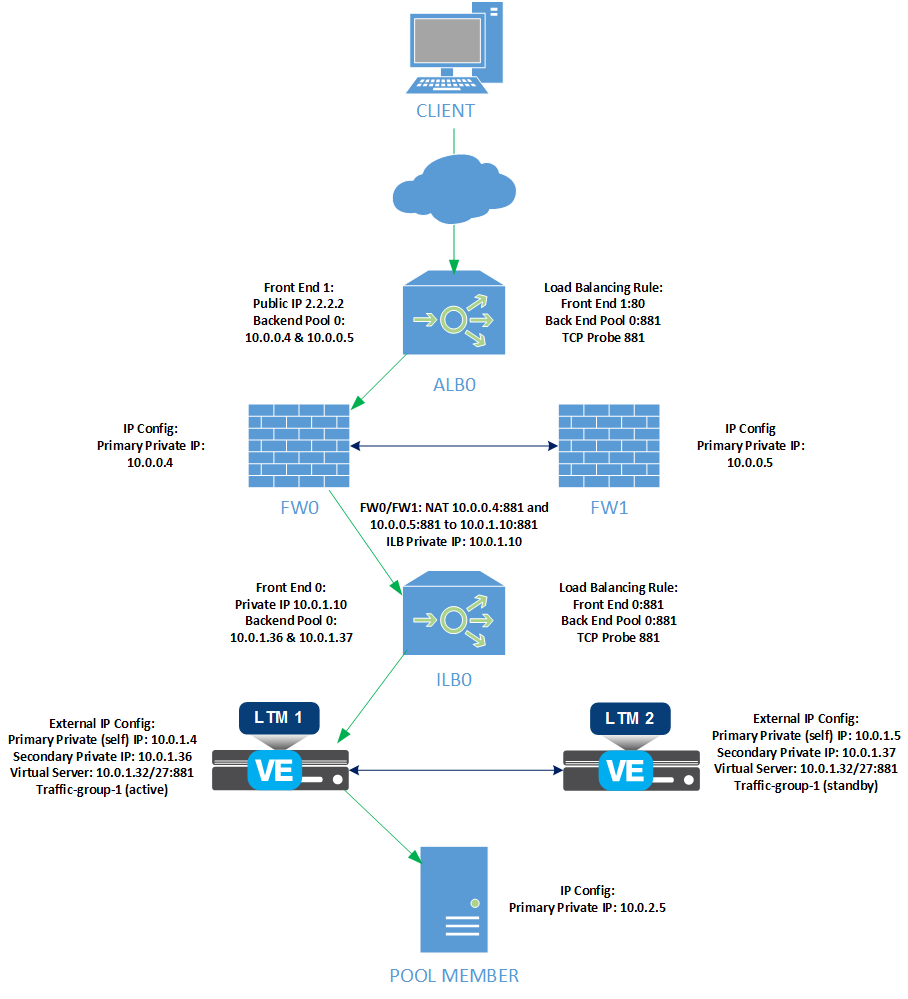 CLIENT
Front End 1:
Public IP 2.2.2.2
Backend Pool 0:
10.0.0.4 & 10.0.0.5
Load Balancing Rule:
Front End 1:80
Back End Pool 0:881
TCP Probe 881
ALB0
IP Config:
Primary Private IP:
10.0.0.4
IP Config
Primary Private IP:
10.0.0.5
FW0
FW1
FW0/FW1: NAT 10.0.0.4:881 and
10.0.0.5:881 to 10.0.1.10:881
ILB Private IP: 10.0.1.10
Front End 0:
Private IP 10.0.1.10
Backend Pool 0:
10.0.1.36 & 10.0.1.37
Load Balancing Rule:
Front End 0:881
Back End Pool 0:881
TCP Probe 881
ILB0
External IP Config:
Primary Private (self) IP: 10.0.1.4
Secondary Private IP: 10.0.1.36
Virtual Server: 10.0.1.32/27:881
Traffic-group-1 (active)
LTM 1
VE
LTM 2
VE
External IP Config:
Primary Private (self) IP: 10.0.1.5
Secondary Private IP: 10.0.1.37
Virtual Server: 10.0.1.32/27:881
Traffic-group-1 (standby)
IP Config:
Primary Private IP: 10.0.2.5
POOL MEMBER